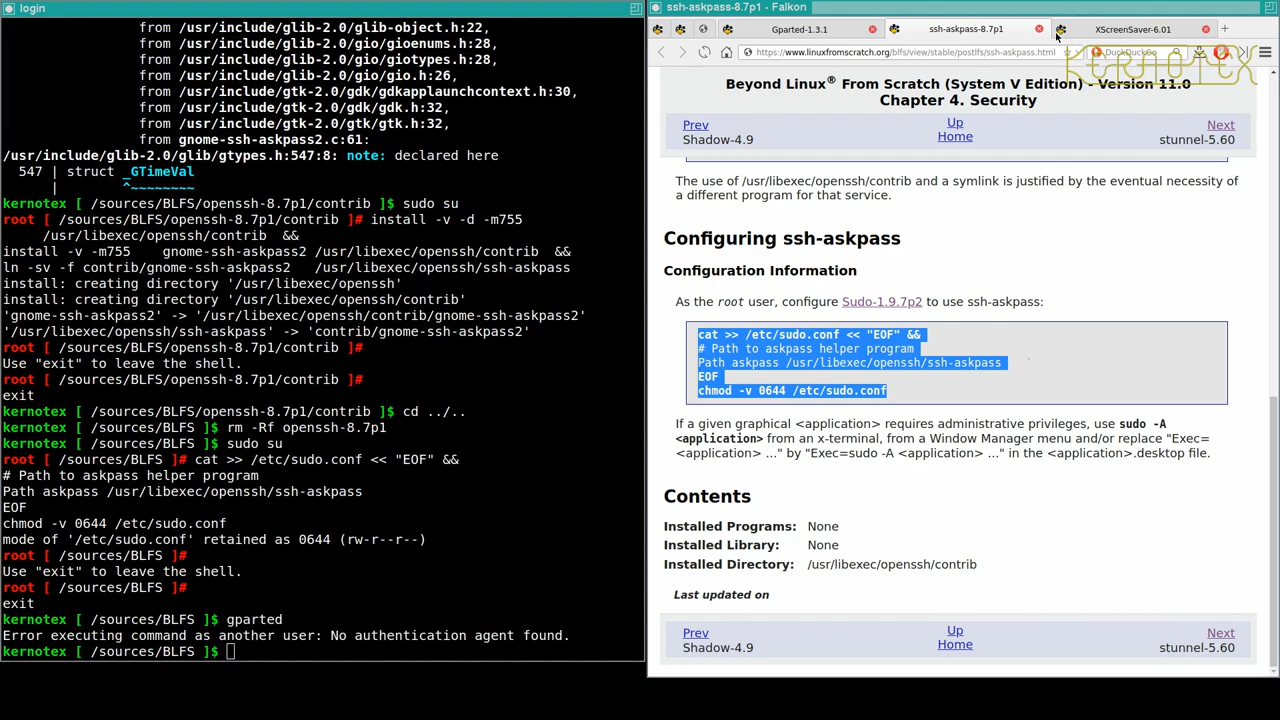 login
from /usr/include/glib-2.0/glib-object.h:22,
from /usr/include/glib-2.0/gio/gioenums.h:28,
from /usr/include/glib-2.0/gio/giotypes.h:28,
from /usr/include/glib-2.0/gio/gio.h:26,
from /usr/include/gtk-2.0/gdk/gdkapplaunchcontext.h:30,
from /usr/include/gtk-2.0/gdk/gdk.h:32,
from /usr/include/gtk-2.0/gtk/gtk.h:32,
from gnome-ssh-askpass2.c:61:
/usr/include/glib-2.0/glib/gtypes.h:547:8: note: declared here
547 | struct _GTimeVal
| ^~~~~~~~~
kernotex [ /sources/BLFS/openssh-8.7p1/contrib ]$ sudo su
root [ /sources/BLFS/openssh-8.7p1/contrib ]# install -v -d -m755
/usr/libexec/openssh/contrib &&
install -v -m755 gnome-ssh-askpass2 /usr/libexec/openssh/contrib &&
ln -sv -f contrib/gnome-ssh-askpass2 /usr/libexec/openssh/ssh-askpass
install: creating directory '/usr/libexec/openssh'
install: creating directory '/usr/libexec/openssh/contrib'
'gnome-ssh-askpass2' -> '/usr/libexec/openssh/contrib/gnome-ssh-askpass2'
'/usr/libexec/openssh/ssh-askpass' -> 'contrib/gnome-ssh-askpass2'
root [ /sources/BLFS/openssh-8.7p1/contrib ]#
Use "exit" to leave the shell.
root [ /sources/BLFS/openssh-8.7p1/contrib ]#
exit
kernotex [ /sources/BLFS/openssh-8.7p1/contrib ]$ cd ../..
kernotex [ /sources/BLFS ]$ rm -Rf openssh-8.7p1
kernotex [ /sources/BLFS ]$ sudo su
root [ /sources/BLFS ]# cat >> /etc/sudo.conf << "EOF" &&
# Path to askpass helper program
Path askpass /usr/libexec/openssh/ssh-askpass
EOF
chmod -v 0644 /etc/sudo.conf
mode of '/etc/sudo.conf' retained as 0644 (rw-r--r--)
root [ /sources/BLFS ]#
Use "exit" to leave the shell.
root [ /sources/BLFS ]#
exit
kernotex [ /sources/BLFS ]$ gparted
Error executing command as another user: No authentication agent found.
kernotex [ /sources/BLFS ]$
ssh-askpass-8.7p1 - Falkon
Gparted-1.3.1
ssh-askpass-8.7p1
XScreenSaver-6.01
https://www.linuxfromscratch.org/blfs/view/stable/postlfs/ssh-askpass.html
DuckDuckGo
KERNOTEX
Beyond Linux® From Scratch (System V Edition) - Version 11.0
Chapter 4. Security
Prev
Up
Next
Shadow-4.9
Home
stunnel-5.60
The use of /usr/libexec/openssh/contrib and a symlink is justified by the eventual necessity of
a different program for that service.
Configuring ssh-askpass
Configuration Information
As the root user, configure Sudo-1.9.7p2 to use ssh-askpass:
cat >> /etc/sudo.conf << "EOF" &&
# Path to askpass helper program
Path askpass /usr/libexec/openssh/ssh-askpass
EOF
chmod -v 0644 /etc/sudo.conf
If a given graphical <application> requires administrative privileges, use sudo -A
<application> from an x-terminal, from a Window Manager menu and/or replace "Exec=
<application> ..." by "Exec=sudo -A <application> ..." in the <application>.desktop file.
Contents
Installed Programs: None
Installed Library: None
Installed Directory: /usr/libexec/openssh/contrib
Last updated on
Prev
Up
Next
Shadow-4.9
Home
stunnel-5.60